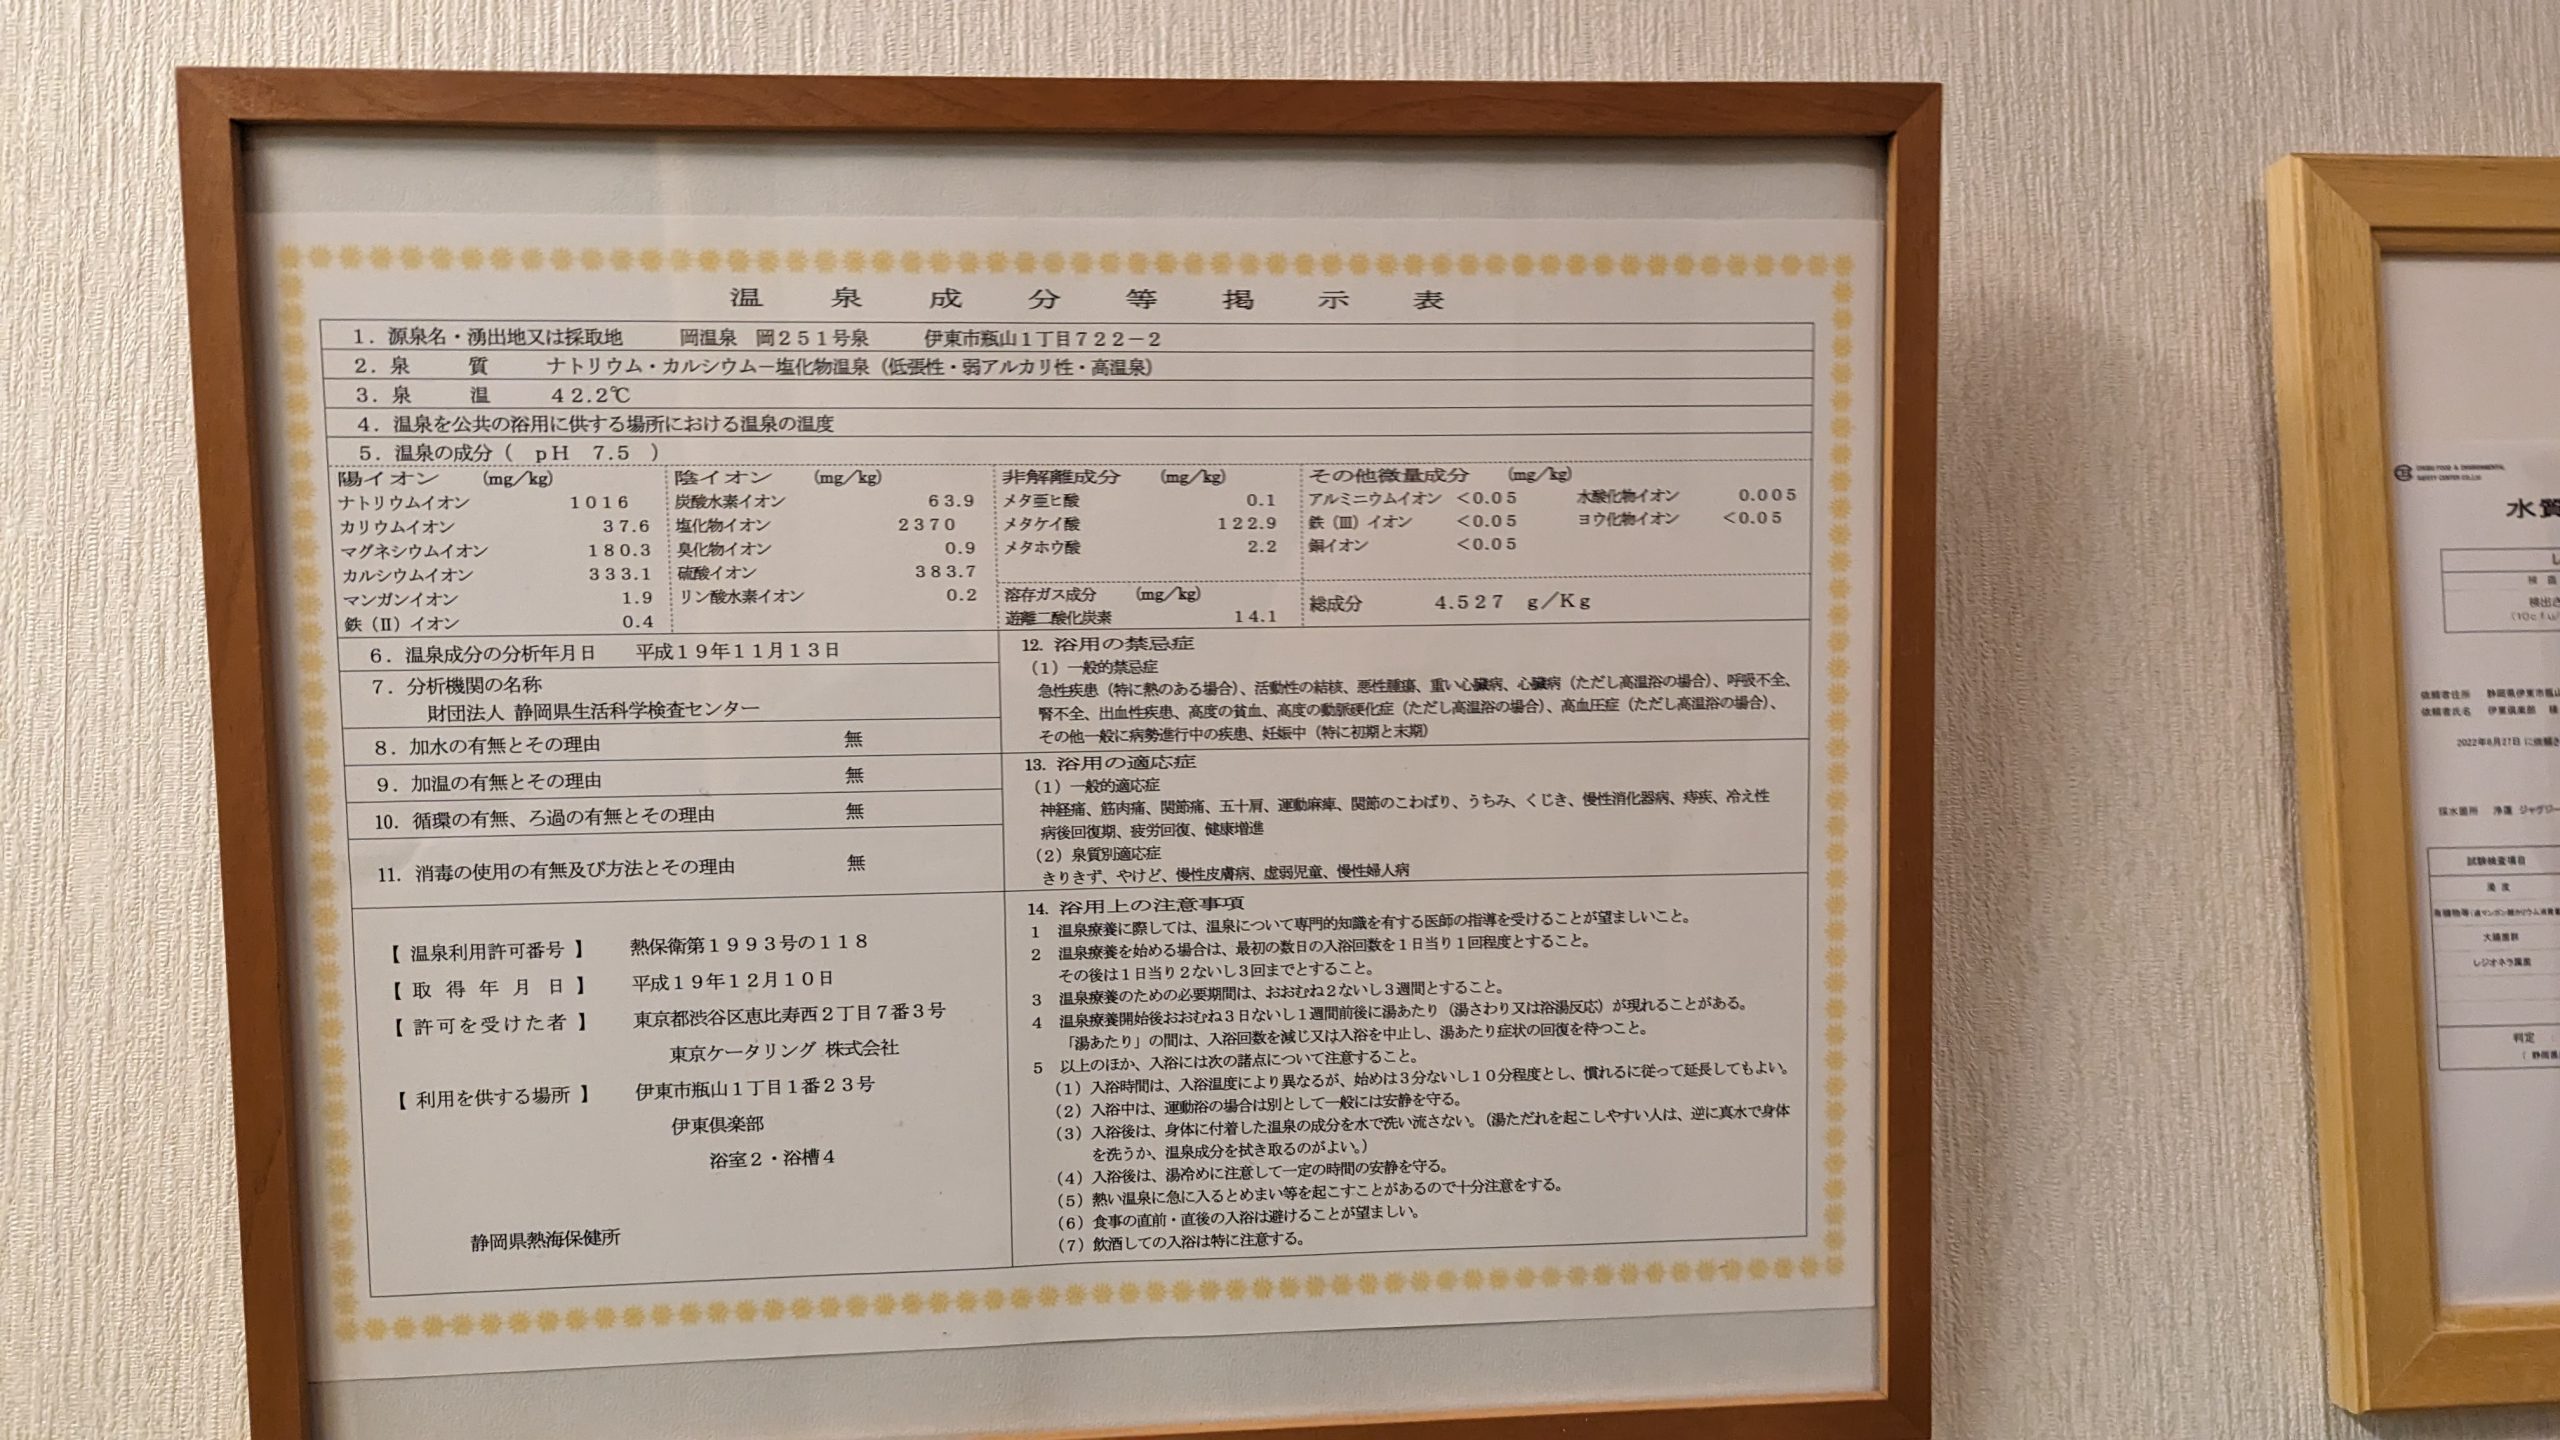 温泉成分等掲示表
1. 源泉名・湧出地又は採取地 岡温泉 岡251号泉 伊東市瓶山1丁目722-2
2. 泉質 ナトリウム・カルシウム-塩化物温泉(低張性・弱アルカリ性・高温泉)
3. 泉温 42.2℃
4. 温泉を公共の浴用に供する場所における温泉の温度
5. 温泉の成分( pH 7.5 )
陽イオン (mg/kg)
ナトリウムイオン 1016
カリウムイオン 37.6
マグネシウムイオン 180.3
カルシウムイオン 333.1
マンガンイオン 1.9
鉄(Ⅱ)イオン 0.4
陰イオン (mg/kg)
炭酸水素イオン 63.9
塩化物イオン 2370
臭化物イオン 0.9
硫酸イオン 383.7
リン酸水素イオン 0.2
非解離成分 (mg/kg)
メタ亜ヒ酸 0.1
メタケイ酸 122.9
メタホウ酸 2.2
溶存ガス成分 (mg/kg)
遊離二酸化炭素 14.1
その他微量成分 (mg/kg)
アルミニウムイオン <0.05 水酸化物イオン 0.005
鉄(Ⅲ)イオン <0.05 ヨウ化物イオン <0.05
銅イオン <0.05
総成分 4.527 g/Kg
6. 温泉成分の分析年月日 平成19年11月13日
7. 分析機関の名称
財団法人 静岡県生活科学検査センター
8. 加水の有無とその理由 無
9. 加温の有無とその理由 無
10. 循環の有無、ろ過の有無とその理由 無
11. 消毒の使用の有無及び方法とその理由 無
【温泉利用許可番号】 熱保衛第1993号の118
【取得年月日】 平成19年12月10日
【許可を受けた者】 東京都渋谷区恵比寿西2丁目7番3号
東京ケータリング 株式会社
【利用を供する場所】 伊東市瓶山1丁目1番23号
伊東倶楽部
浴室2・浴槽4
静岡県熱海保健所
12. 浴用の禁忌症
(1)一般的禁忌症
急性疾患(特に熱のある場合)、活動性の結核、悪性腫瘍、重い心臓病、心臓病(ただし高温浴の場合)、呼吸不全、
腎不全、出血性疾患、高度の貧血、高度の動脈硬化症(ただし高温浴の場合)、高血圧症(ただし高温浴の場合)、
その他一般に病勢進行中の疾患、妊娠中(特に初期と末期)
13. 浴用の適応症
(1)一般的適応症
神経痛、筋肉痛、関節痛、五十肩、運動麻痺、関節のこわばり、うちみ、くじき、慢性消化器病、痔疾、冷え性
病後回復期、疲労回復、健康増進
(2)泉質別適応症
きりきず、やけど、慢性皮膚病、虚弱児童、慢性婦人病
14. 浴用上の注意事項
1 温泉療養に際しては、温泉について専門的知識を有する医師の指導を受けることが望ましいこと。
2 温泉療養を始める場合は、最初の数日の入浴回数を1日当り1回程度とすること。
その後は1日当り2ないし3回までとすること。
3 温泉療養のための必要期間は、おおむね2ないし3週間とすること。
4 温泉療養開始後おおむね3日ないし1週間前後に湯あたり(湯さわり又は浴湯反応)が現れることがある。
「湯あたり」の間は、入浴回数を減じ又は入浴を中止し、湯あたり症状の回復を待つこと。
5 以上のほか、入浴には次の諸点について注意すること。
(1)入浴時間は、入浴温度により異なるが、始めは3分ないし10分程度とし、慣れるに従って延長してもよい。
(2)入浴中は、運動浴の場合は別として一般には安静を守る。
(3)入浴後は、身体に付着した温泉の成分を水で洗い流さない。(湯ただれを起こしやすい人は、逆に真水で身体
を洗うか、温泉成分を拭き取るのがよい。)
(4)入浴後は、湯冷めに注意して一定の時間の安静を守る。
(5)熱い温泉に急に入るとめまい等を起こすことがあるので十分注意をする。
(6)食事の直前・直後の入浴は避けることが望ましい。
(7)飲酒しての入浴は特に注意する。
水質
検出さ
依頼者住所 静岡県伊東市瓶山
依頼者氏名 伊東倶楽部 様
採水箇所 ジャグジー
試験検査項目
濁度
大腸菌群
レジオネラ属菌
判定